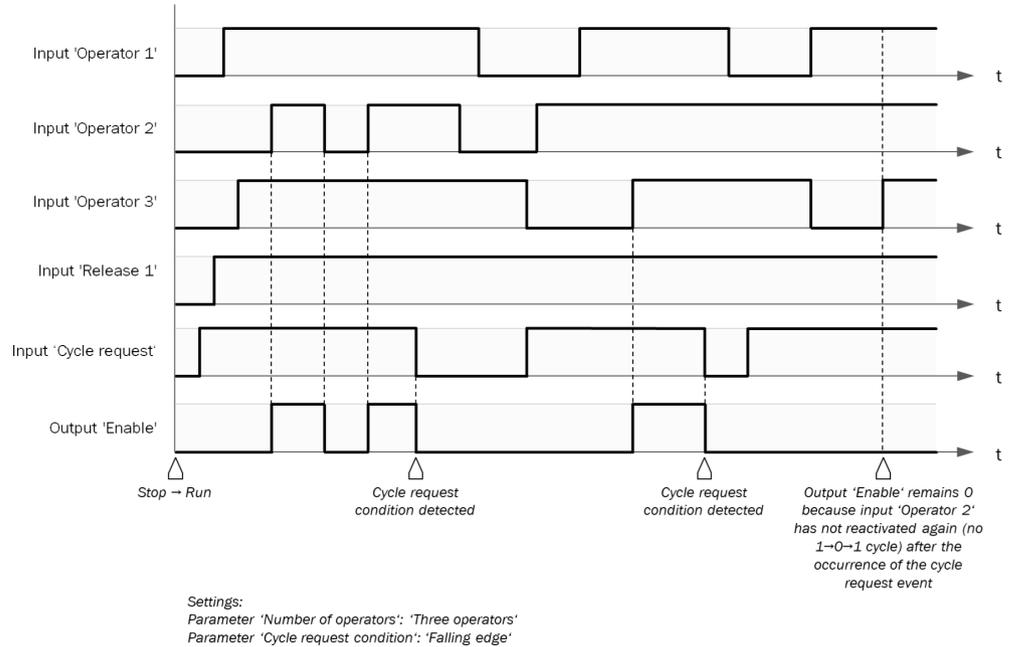 Input 'Operator 1'
t
Input 'Operator 2'
t
Input 'Operator 3'
t
Input 'Release 1'
t
Input ‘Cycle request‘
t
Output 'Enable'
t
Stop → Run
Cycle request
condition detected
Cycle request
condition detected
Output ‘Enable‘ remains 0
because input ‘Operator 2‘
has not reactivated again (no
1→0→1 cycle) after the
occurrence of the cycle
request event
Settings:
Parameter ‘Number of operators‘: ‘Three operators‘
Parameter ‘Cycle request condition‘: ‘Falling edge‘